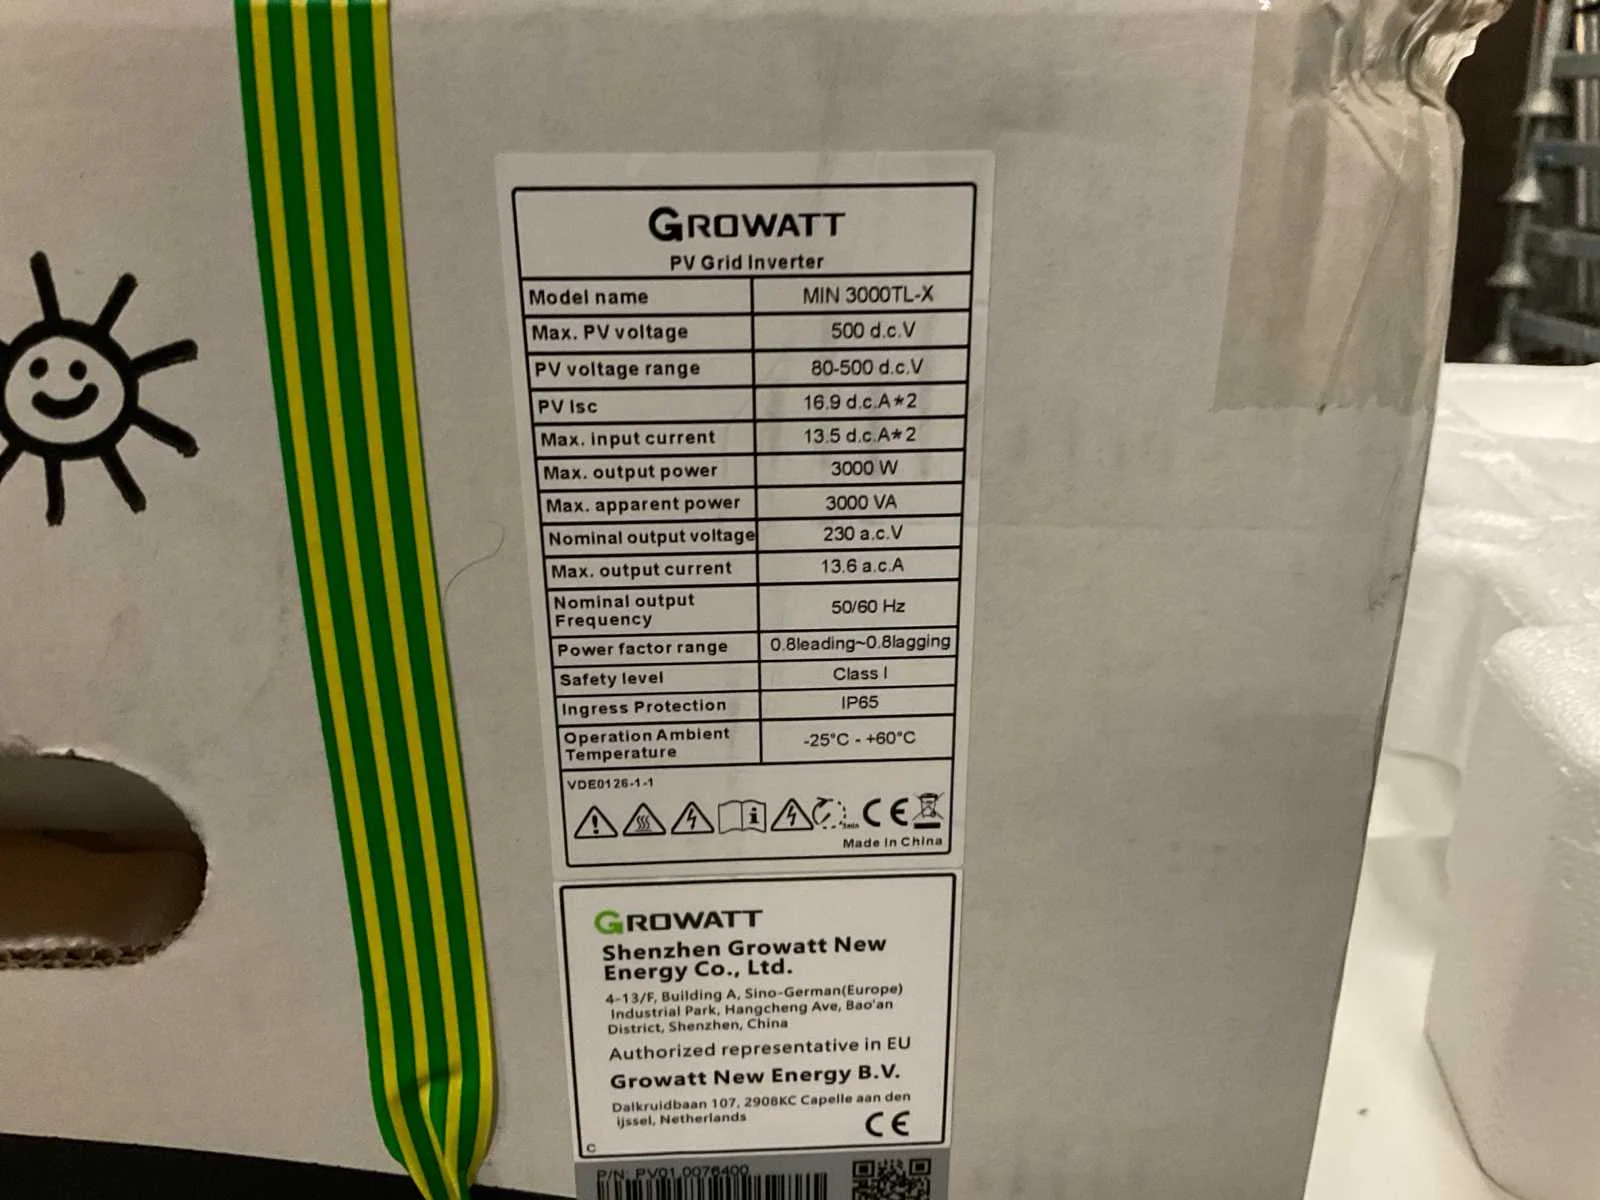 GROWATT
PV Grid Inverter
Model name MIN 3000TL-X
Max. PV voltage 500 d.c.V
PV voltage range 80-500 d.c.V
PV Isc 16.9 d.c.A*2
Max. input current 13.5 d.c.A*2
Max. output power 3000 W
Max. apparent power 3000 VA
Nominal output voltage 230 a.c.V
Max. output current 13.6 a.c.A
Nominal output
Frequency 50/60 Hz
Power factor range 0.8leading~0.8lagging
Safety level Class I
Ingress Protection IP65
Operation Ambient
Temperature -25°C - +60°C
VDE0126-1-1
5min CE
Made In China
GROWATT
Shenzhen Growatt New
Energy Co., Ltd.
4-13/F, Building A, Sino-German(Europe)
Industrial Park, Hangcheng Ave, Bao'an
District, Shenzhen, China
Authorized representative in EU
Growatt New Energy B.V.
Dalkruidbaan 107, 2908KC Capelle aan den
ijssel, Netherlands
CE
C
P/N: PV01.0076400